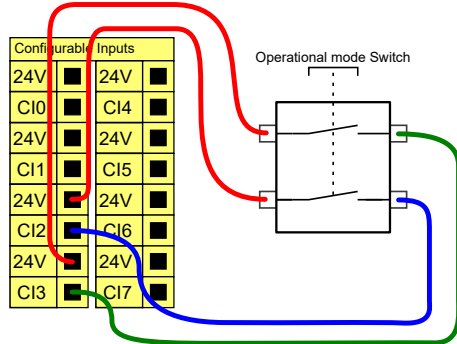 Configurable Inputs
24V 24V
CI0 CI4
24V 24V
CI1 CI5
24V 24V
CI2 CI6
24V 24V
CI3 CI7
Operational mode Switch